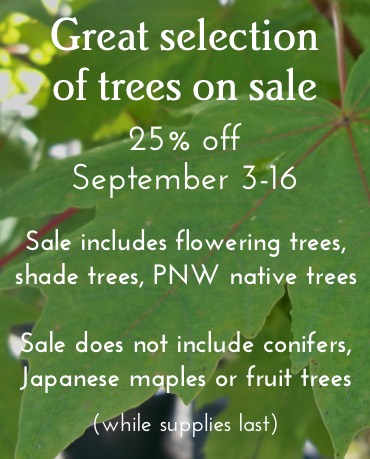 Great selection
of trees on sale
25% off
September 3-16
Sale includes flowering trees,
shade trees, PNW native trees
Sale does not include conifers,
Japanese maples or fruit trees
(while supplies last)